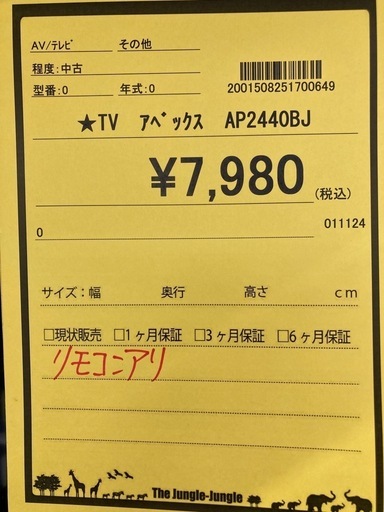 AV/テレビ その他
程度:中古
型番:0 年式:0
2001508251700649
★TV アペックス AP2440BJ
¥7,980(税込)
0 011124
サイズ:幅 奥行 高さ cm
□現状販売 □1ヶ月保証 □3ヶ月保証 □6ヶ月保証
リモコンアリ
The Jungle-Jungle